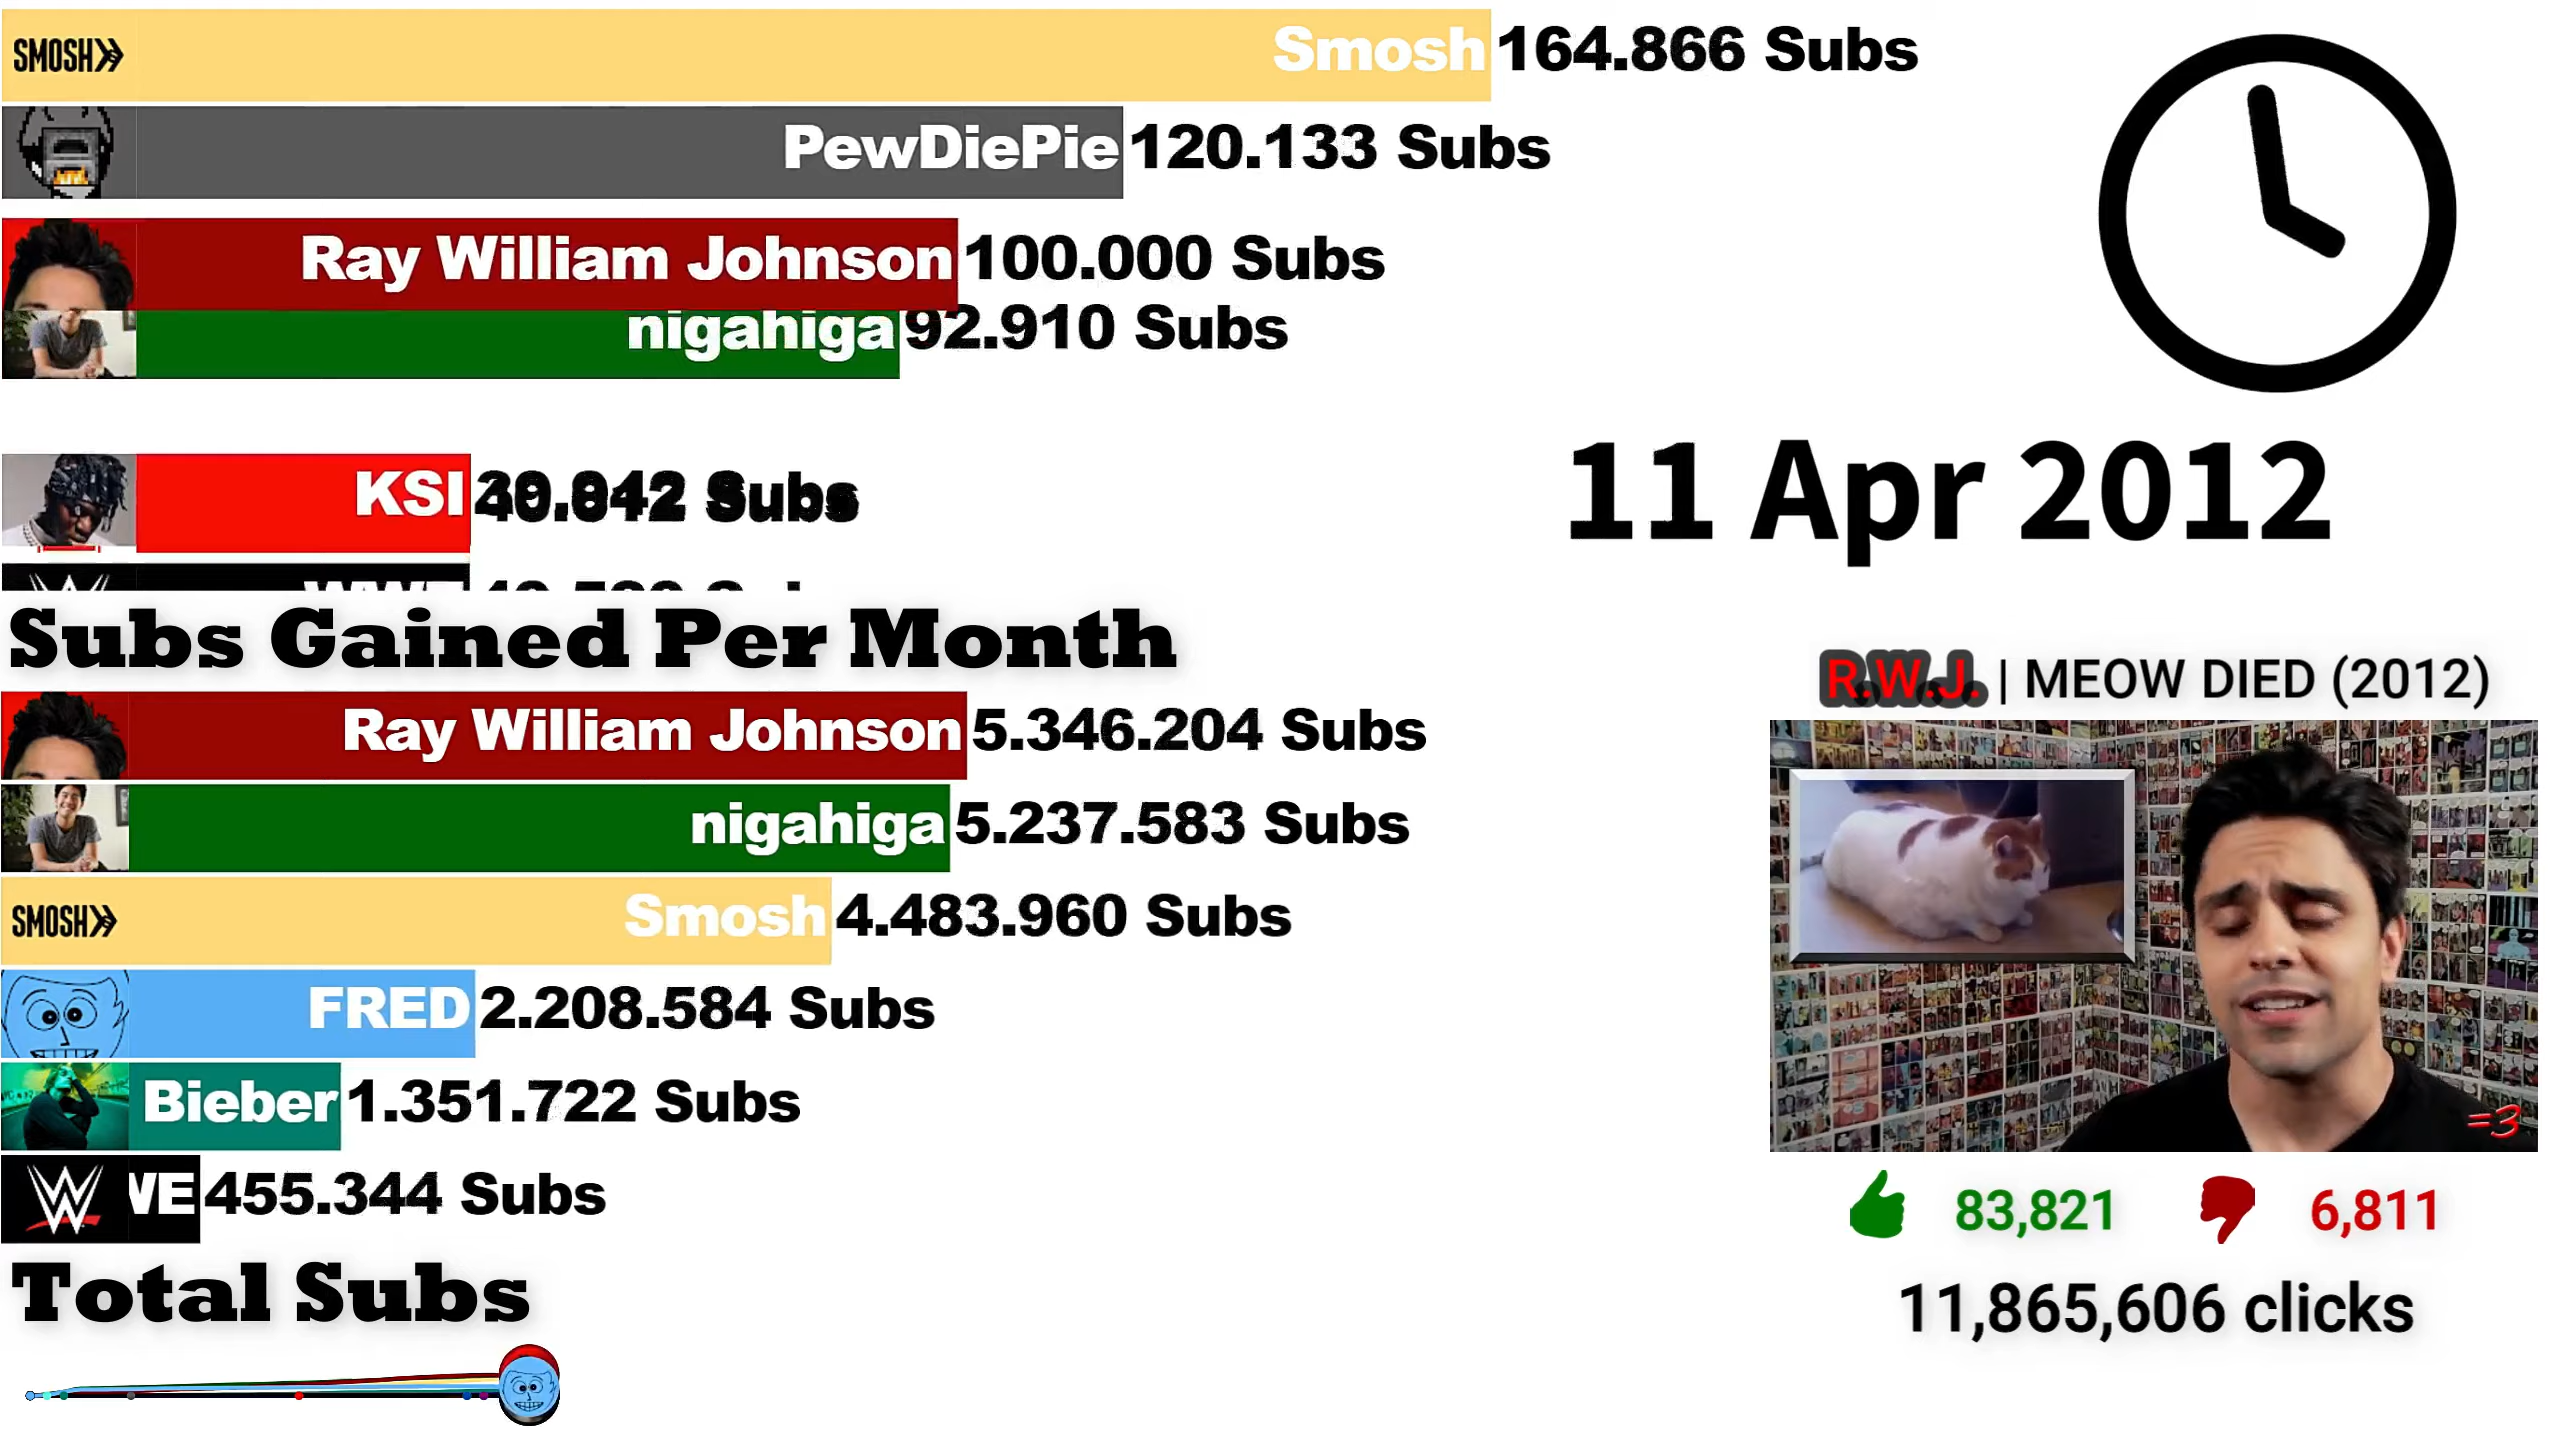 SMOSH
Smosh 164.866 Subs
PewDiePie 120.133 Subs
Ray William Johnson 100.000 Subs
nigahiga 92.910 Subs
KSI Subs
11 Apr 2012
Subs Gained Per Month
R.W.J. | MEOW DIED (2012)
Ray William Johnson 5.346.204 Subs
nigahiga 5.237.583 Subs
SMOSH
Smosh 4.483.960 Subs
FRED 2.208.584 Subs
Bieber 1.351.722 Subs
=3
455.344 Subs
83,821 6,811
Total Subs
11,865,606 clicks